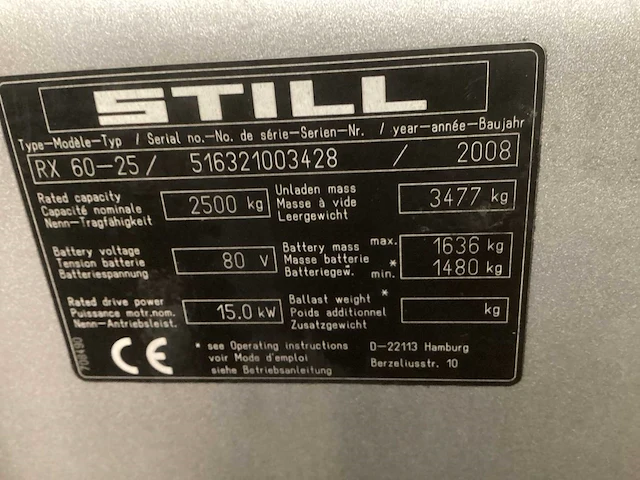 STILL
Type-Modèle-Typ / Serial no.-No. de série-Serien-Nr. / year-année-Baujahr
RX 60-25 / 516321003428 / 2008
Rated capacity
Capacité nominale
Nenn-Tragfähigkeit
2500 kg
Unladen mass
Masse à vide
Leergewicht
3477 kg
Battery voltage
Tension batterie
Batteriespannung
80 V
Battery mass max.
Masse batterie *
Batteriegew. min.
1636 kg
1480 kg
Rated drive power
Puissance motr.nom.
Nenn-Antriebsleist.
15.0 kW
Ballast weight *
Poids additionnel
Zusatzgewicht
kg
CE
* see Operating instructions
voir Mode d'emploi
siehe Betriebsanleitung
D-22113 Hamburg
Berzeliusstr. 10